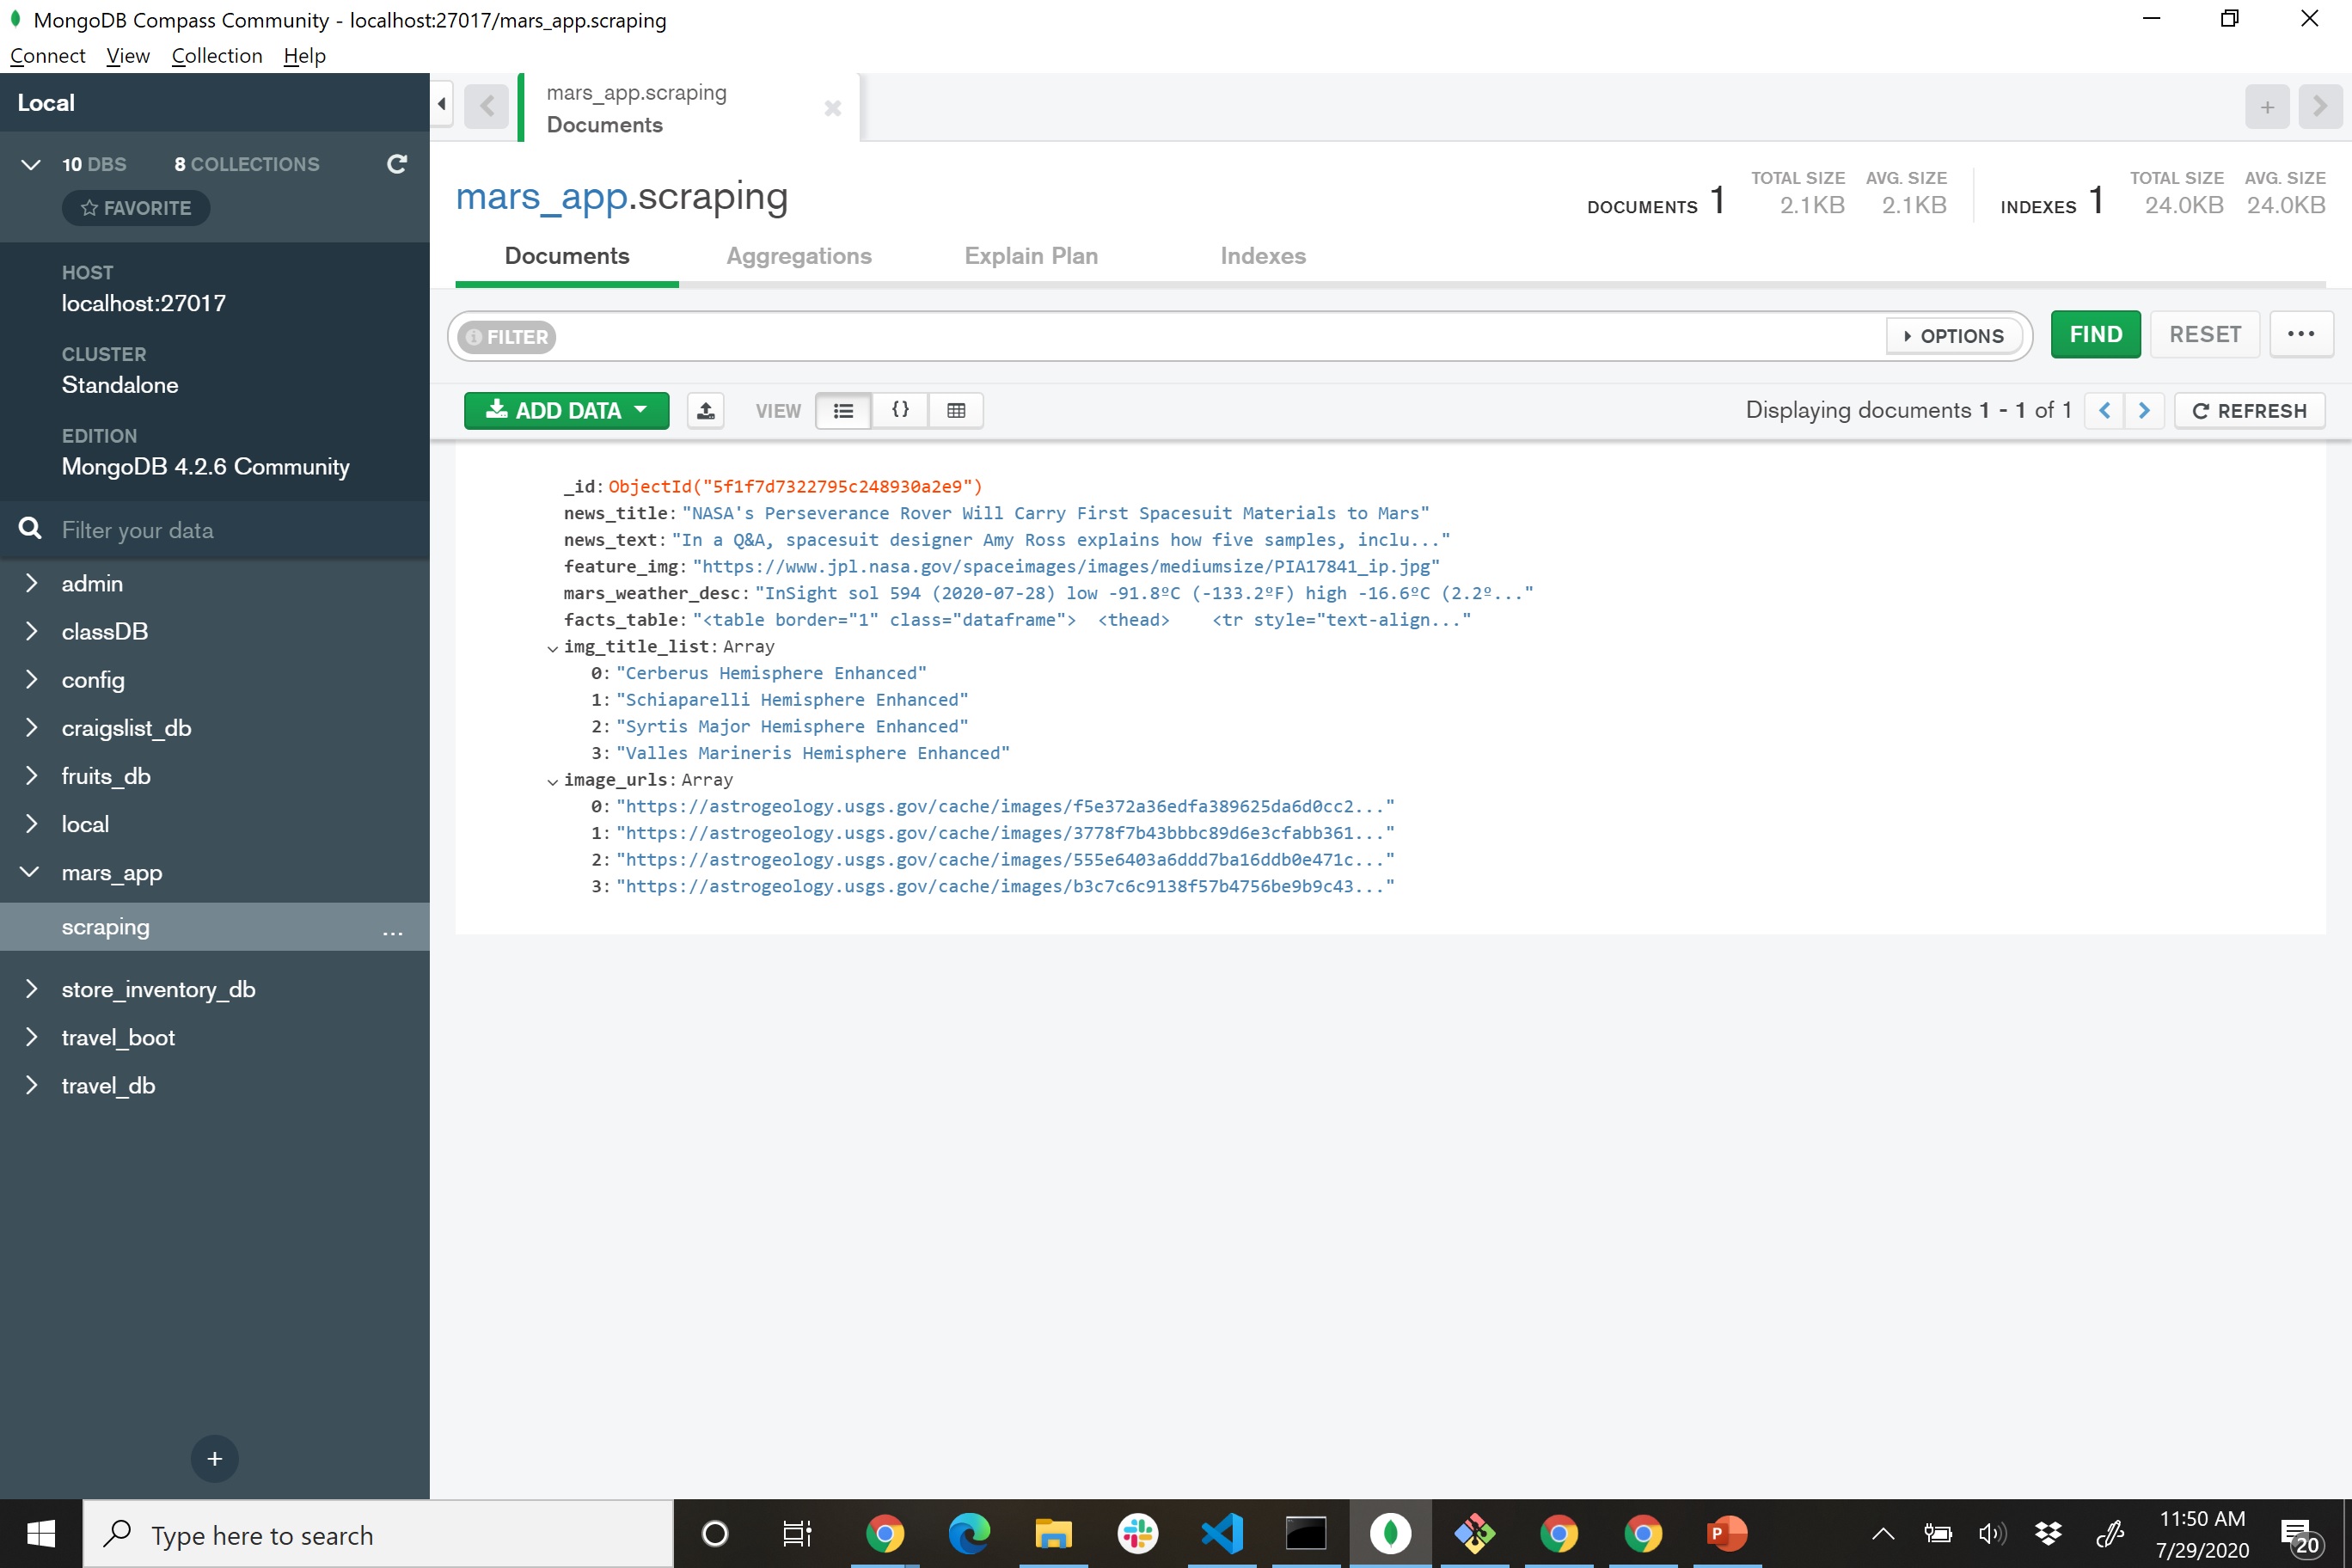 MongoDB Compass Community - localhost:27017/mars_app.scraping
Connect View Collection Help
Local
10 DBS 8 COLLECTIONS
FAVORITE
HOST
localhost:27017
CLUSTER
Standalone
EDITION
MongoDB 4.2.6 Community
Filter your data
admin
classDB
config
craigslist_db
fruits_db
local
mars_app
scraping ...
store_inventory_db
travel_boot
travel_db
+
mars_app.scraping
Documents
mars_app.scraping
DOCUMENTS 1
TOTAL SIZE AVG. SIZE
2.1KB 2.1KB
INDEXES 1
TOTAL SIZE AVG. SIZE
24.0KB 24.0KB
Documents Aggregations Explain Plan Indexes
FILTER OPTIONS FIND RESET ...
ADD DATA VIEW {} Displaying documents 1 - 1 of 1 < > REFRESH
_id: ObjectId("5f1f7d7322795c248930a2e9")
news_title: "NASA's Perseverance Rover Will Carry First Spacesuit Materials to Mars"
news_text: "In a Q&A, spacesuit designer Amy Ross explains how five samples, inclu..."
feature_img: "https://www.jpl.nasa.gov/spaceimages/images/mediumsize/PIA17841_ip.jpg"
mars_weather_desc: "InSight sol 594 (2020-07-28) low -91.8ºC (-133.2ºF) high -16.6ºC (2.2º..."
facts_table: "<table border="1" class="dataframe"> <thead> <tr style="text-align..."
img_title_list: Array
0: "Cerberus Hemisphere Enhanced"
1: "Schiaparelli Hemisphere Enhanced"
2: "Syrtis Major Hemisphere Enhanced"
3: "Valles Marineris Hemisphere Enhanced"
image_urls: Array
0: "https://astrogeology.usgs.gov/cache/images/f5e372a36edfa389625da6d0cc2..."
1: "https://astrogeology.usgs.gov/cache/images/3778f7b43bbbc89d6e3cfabb361..."
2: "https://astrogeology.usgs.gov/cache/images/555e6403a6ddd7ba16ddb0e471c..."
3: "https://astrogeology.usgs.gov/cache/images/b3c7c6c9138f57b4756be9b9c43..."
Type here to search
P
11:50 AM
7/29/2020
20